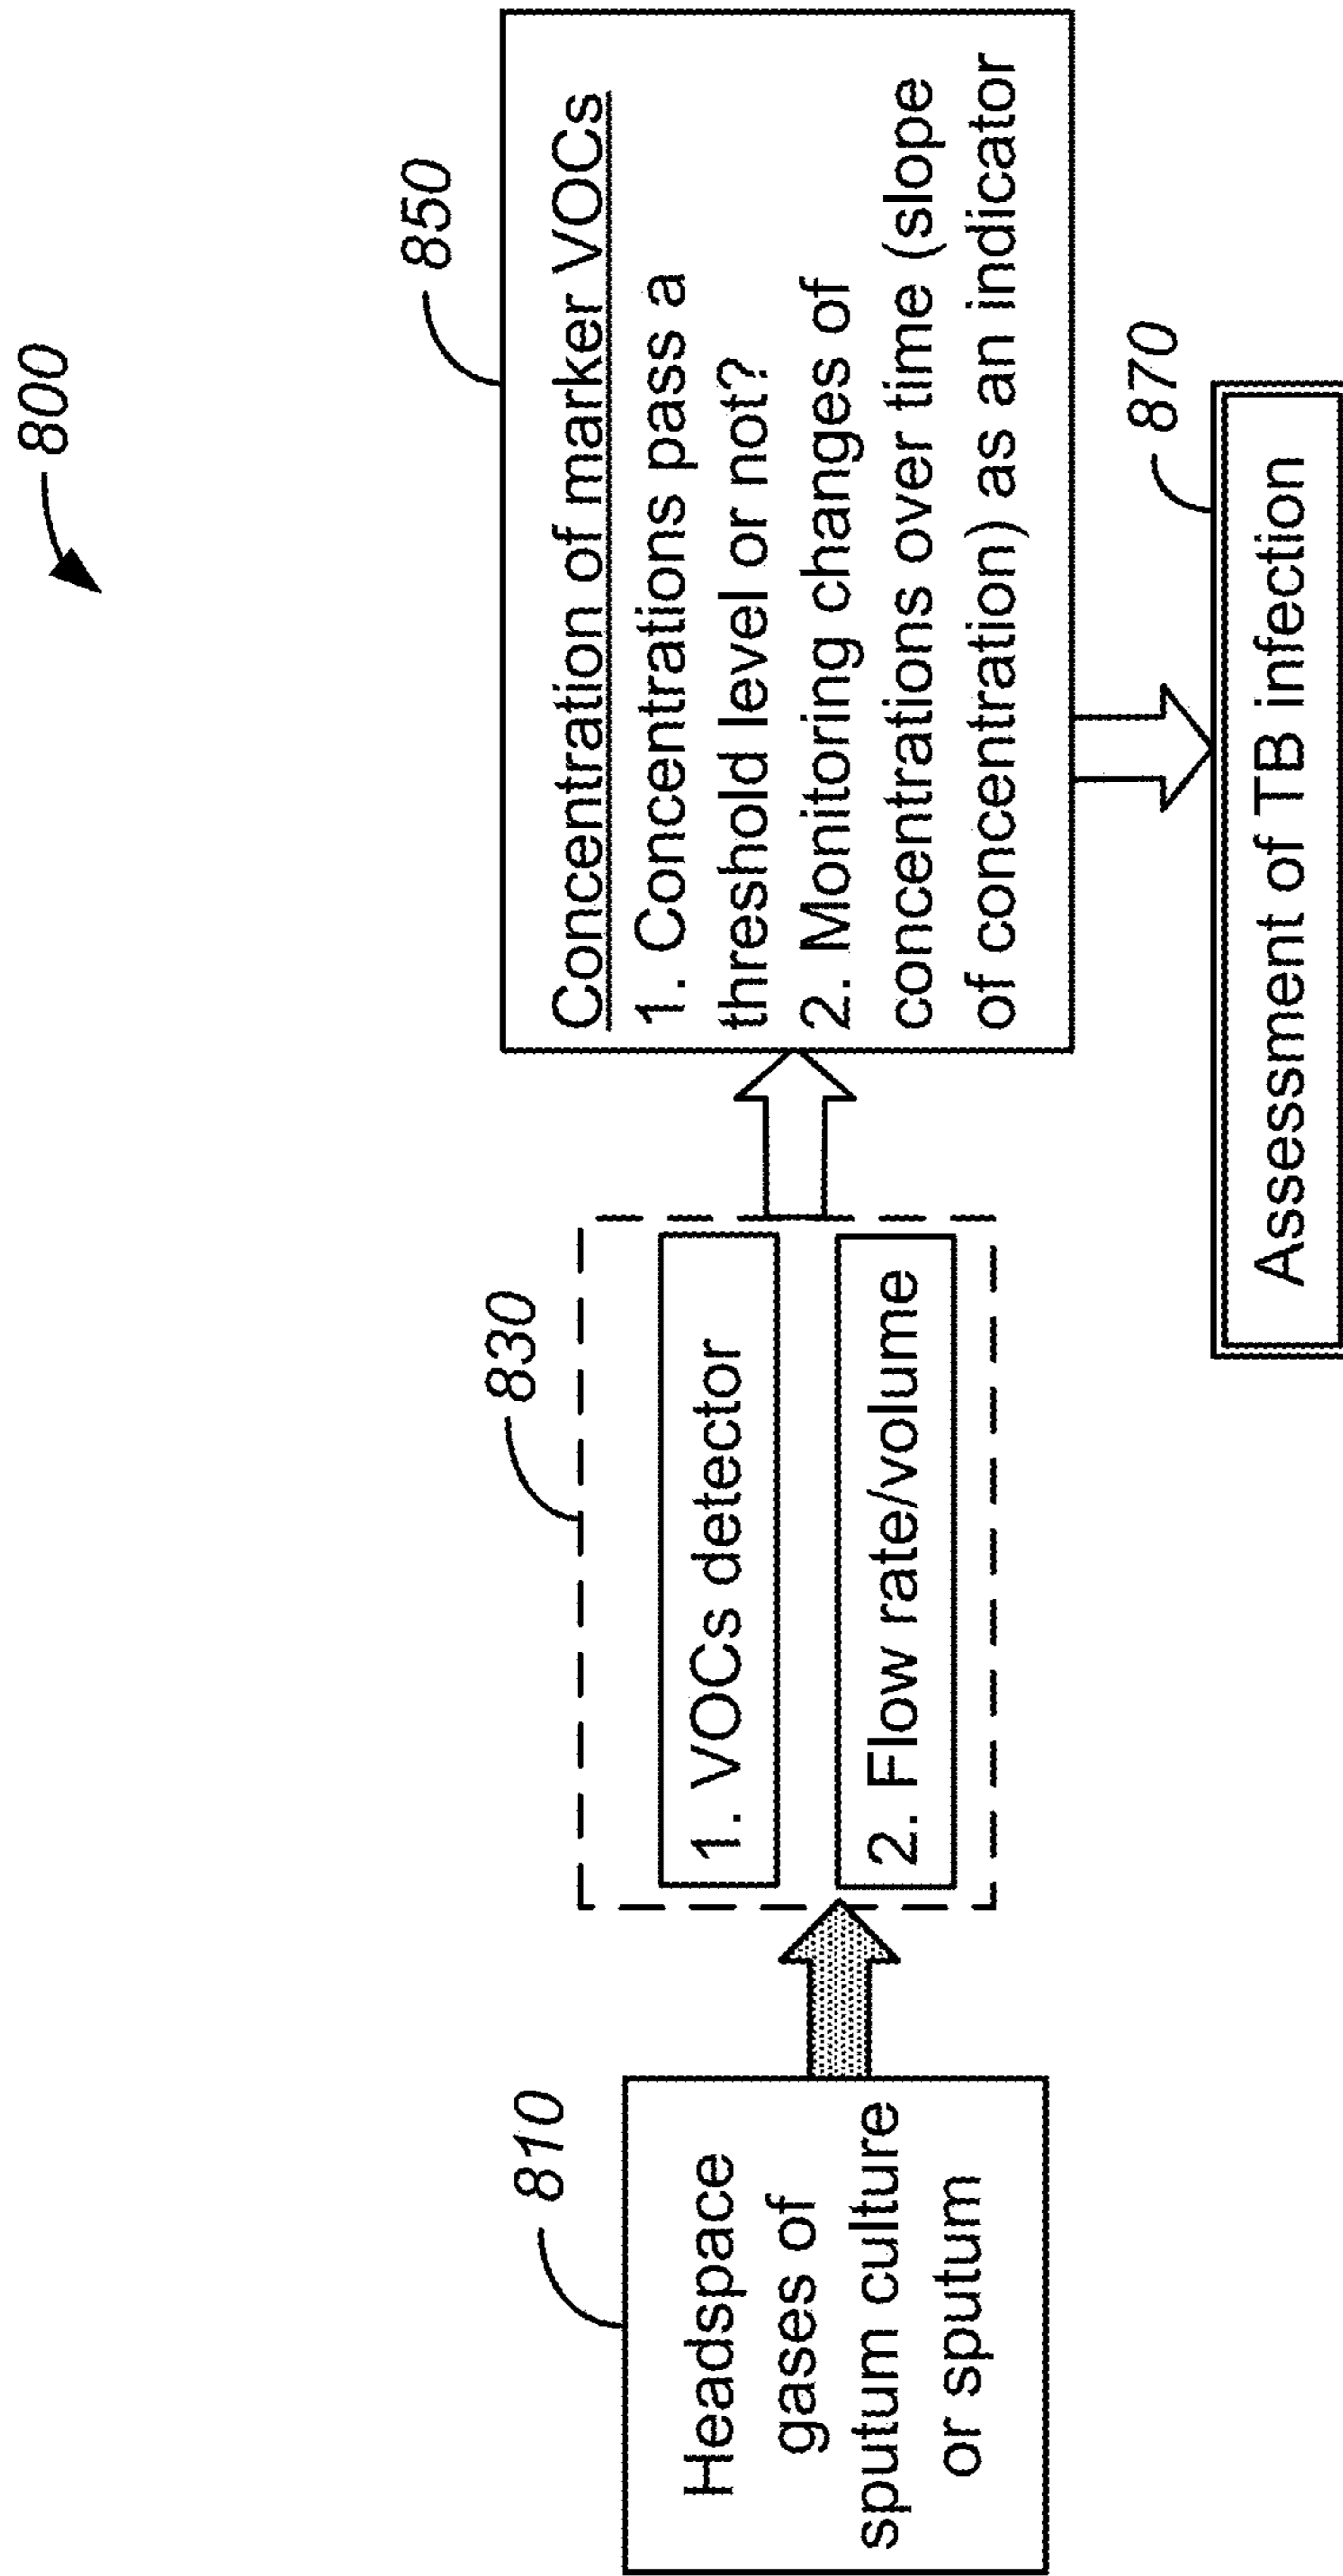 800
810
Headspace
gases of
sputum culture
or sputum
830
1. VOCs detector
2. Flow rate/volume
850
Concentration of marker VOCs
1. Concentrations pass a
threshold level or not?
2. Monitoring changes of
concentrations over time (slope
of concentration) as an indicator
870
Assessment of TB infection